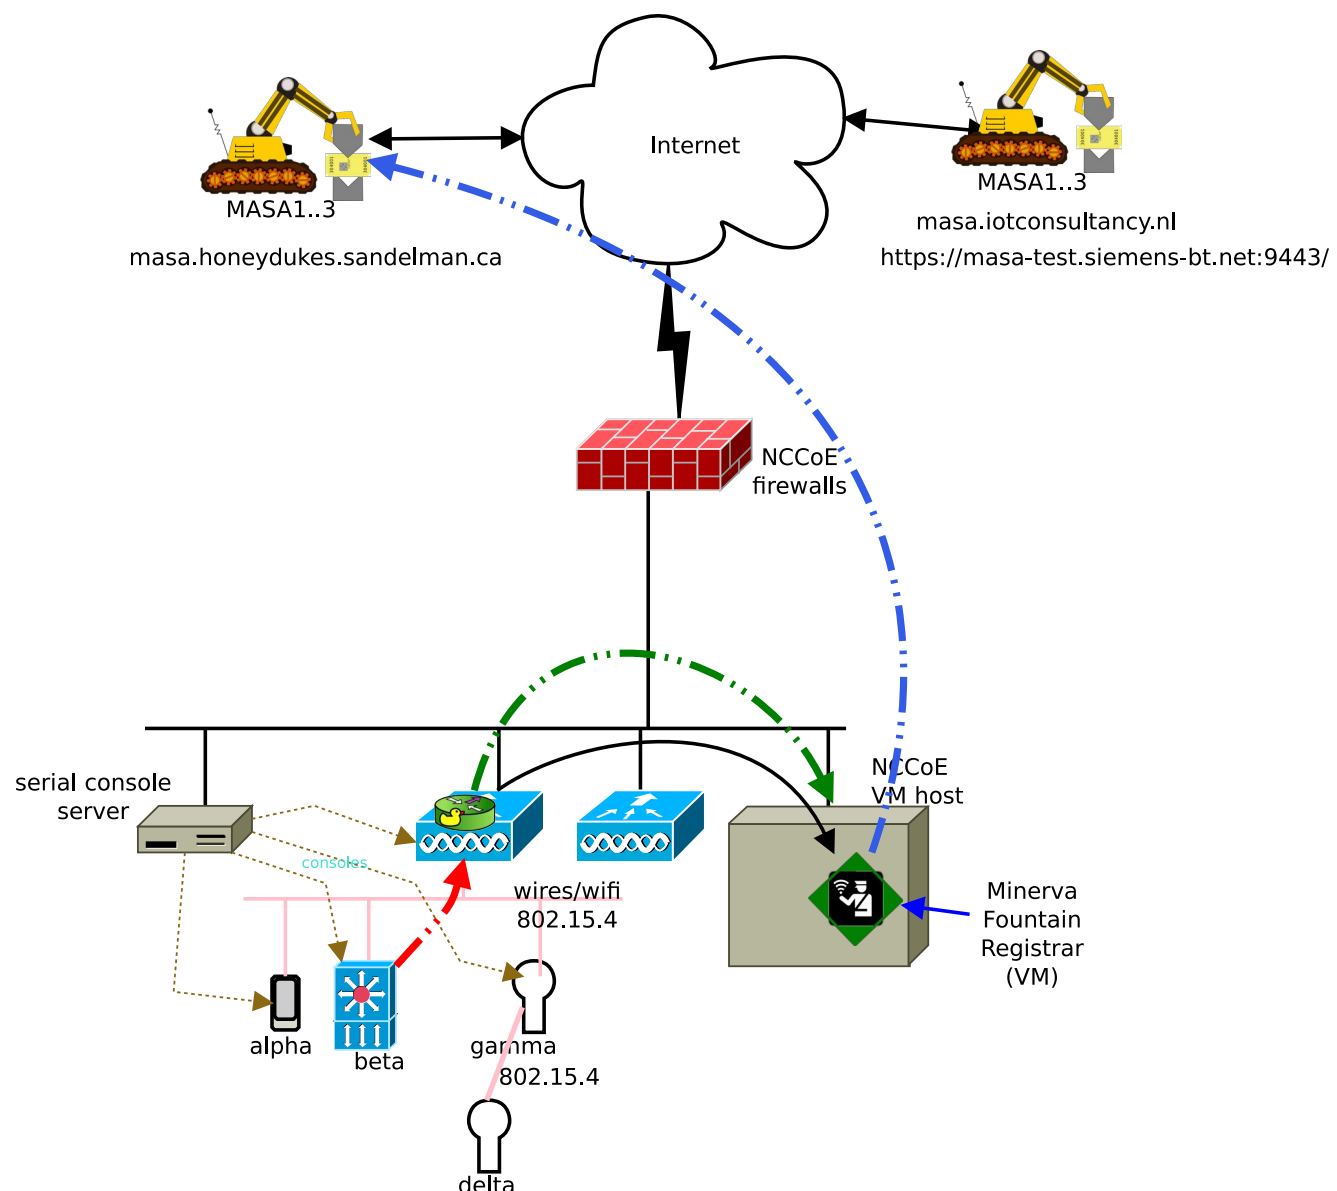 Internet
MASA1..3
masa.honeydukes.sandelman.ca
MASA1..3
masa.iotconsultancy.nl
https://masa-test.siemens-bt.net:9443/
NCCoE
firewalls
serial console
server
consoles
wires/wifi
802.15.4
NCCoE
VM host
Minerva
Fountain
Registrar
(VM)
alpha
beta
gamma
802.15.4
delta